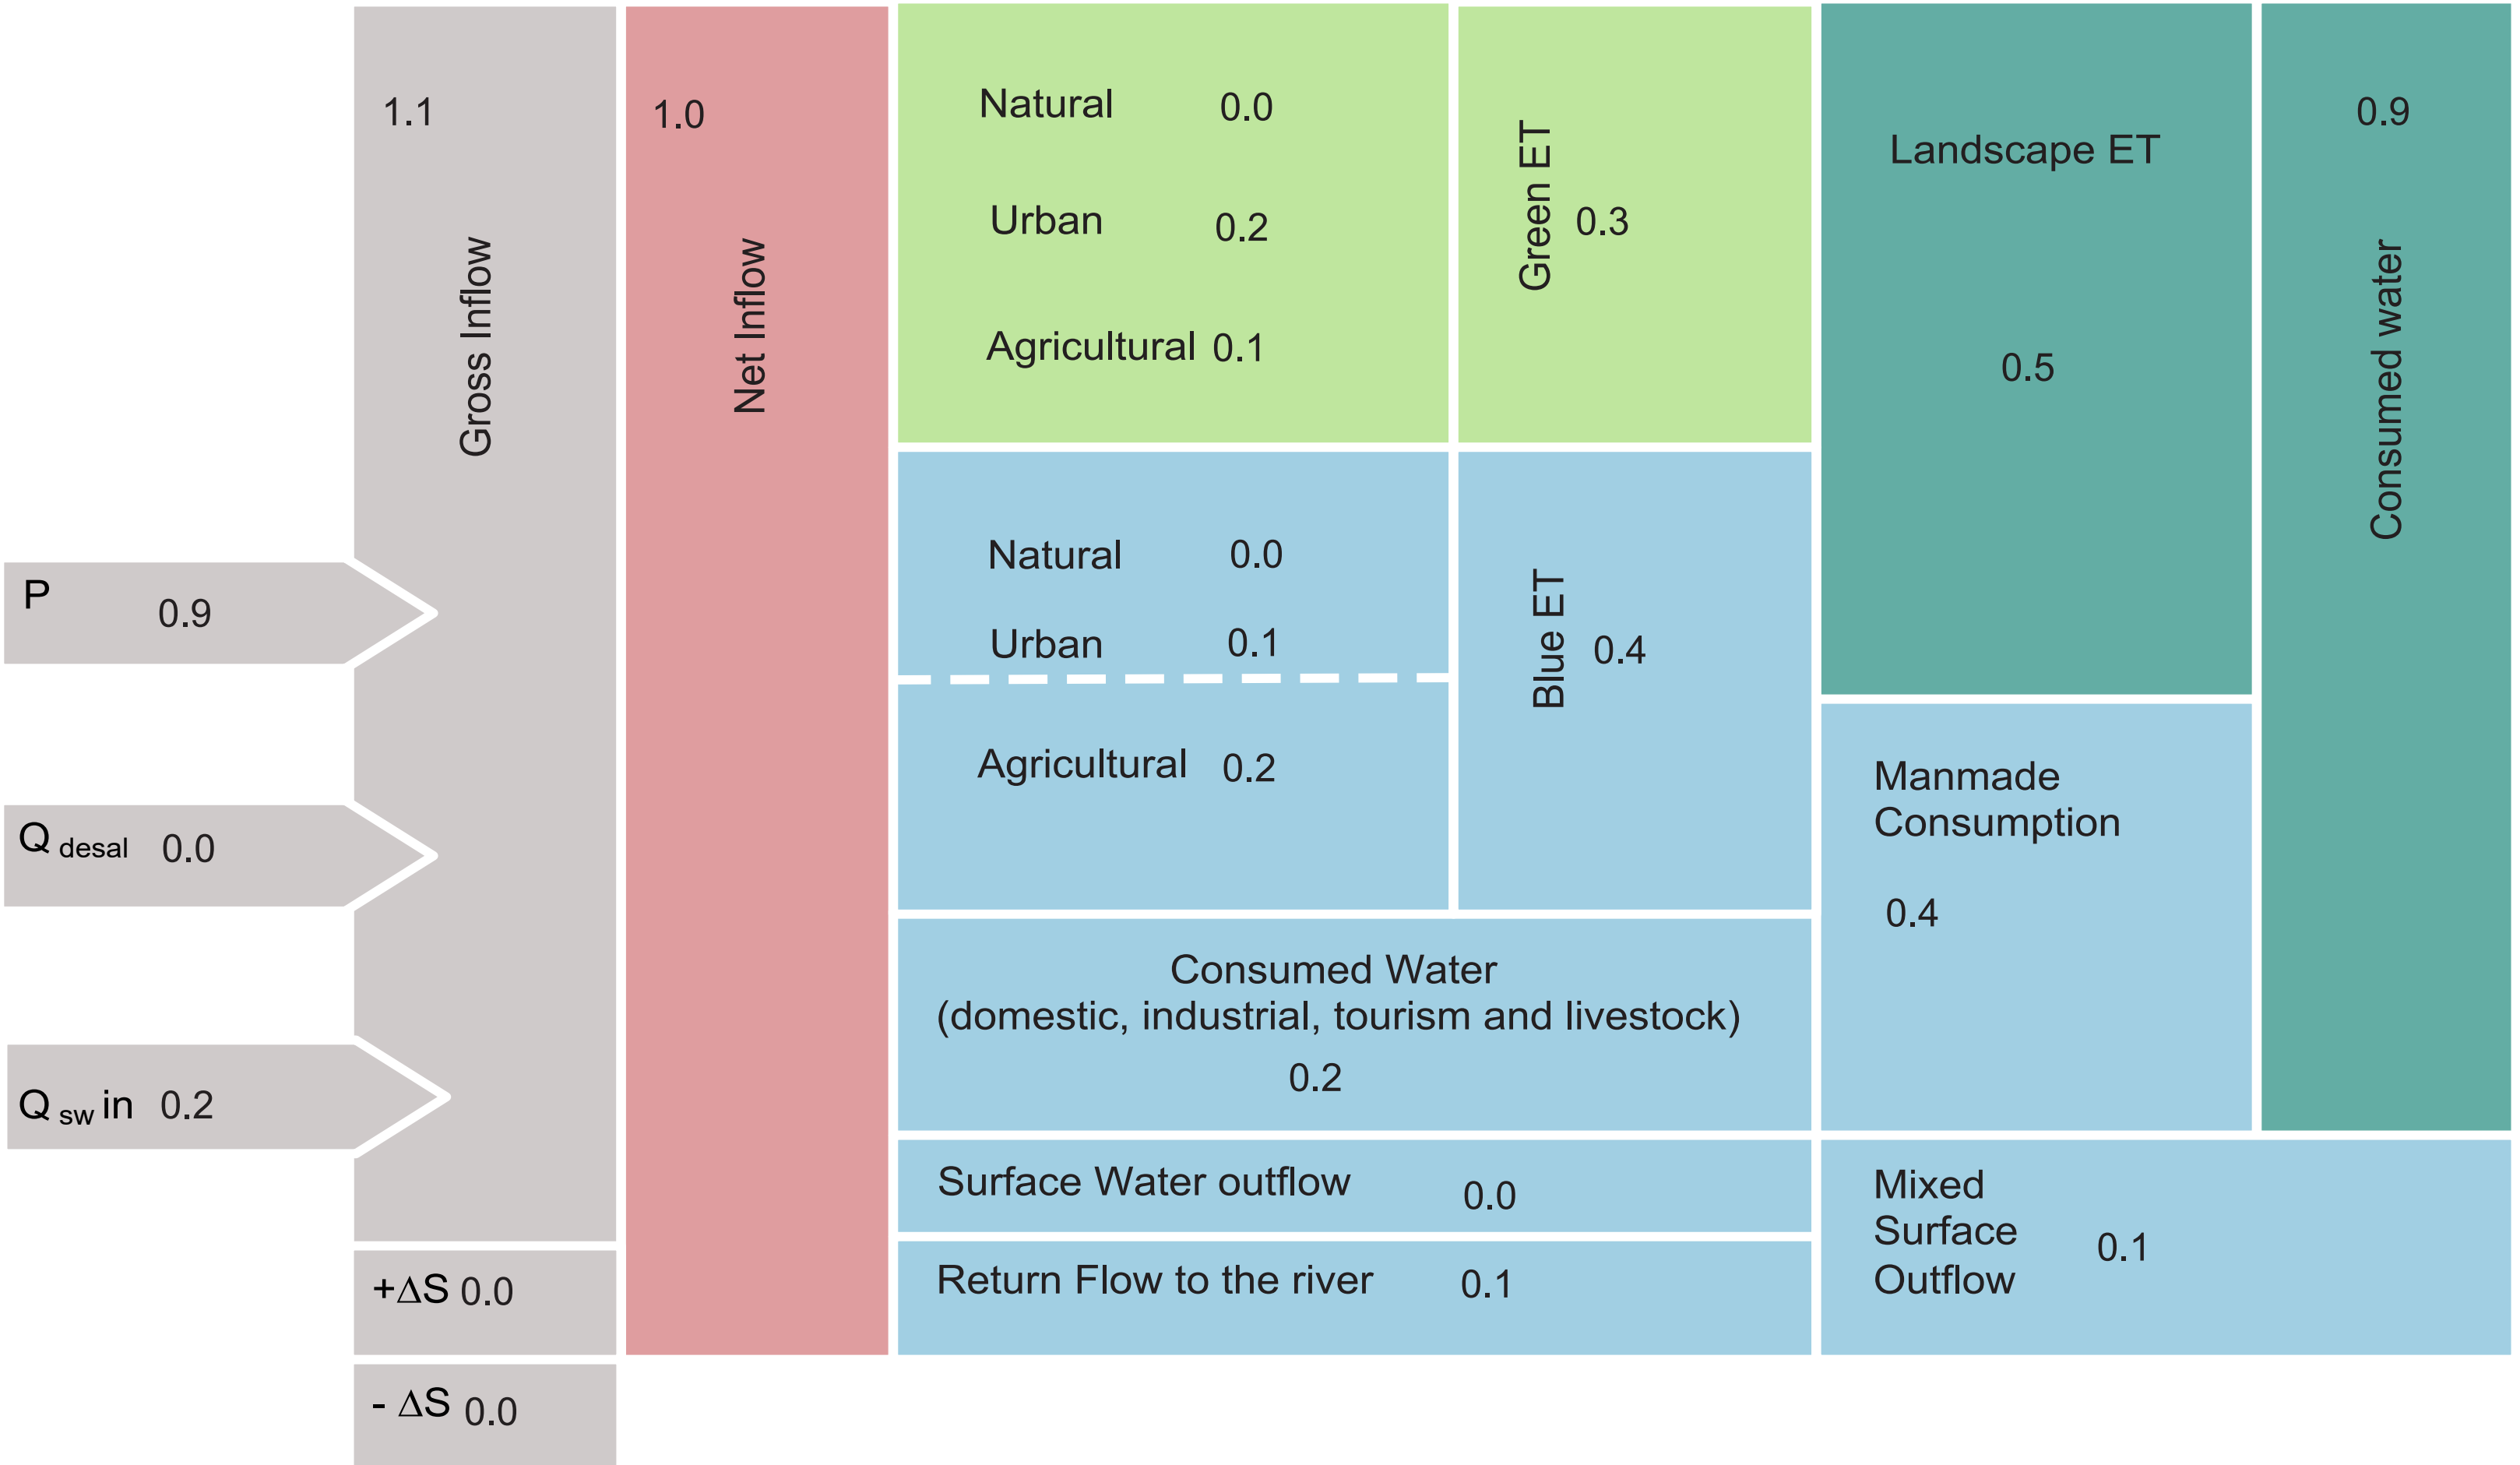 P 0.9
Q desal 0.0
Q sw in 0.2
1.1
Gross Inflow
+ΔS 0.0
- ΔS 0.0
1.0
Net Inflow
Natural 0.0
Urban 0.2
Agricultural 0.1
Green ET 0.3
Natural 0.0
Urban 0.1
Agricultural 0.2
Blue ET 0.4
Consumed Water
(domestic, industrial, tourism and livestock)
0.2
Surface Water outflow 0.0
Return Flow to the river 0.1
Landscape ET
0.5
Manmade
Consumption
0.4
0.9
Consumed water
Mixed
Surface
Outflow
0.1